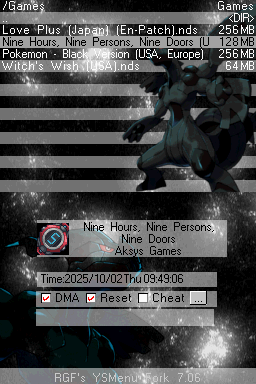 /Games Games
.. <DIR>
Love Plus (Japan) (En-Patch).nds 256MB
Nine Hours, Nine Persons, Nine Doors (U 128MB
Pokemon - Black Version (USA, Europe) 256MB
Witch's Wish (USA).nds 64MB
Nine Hours, Nine Persons,
Nine Doors
Aksys Games
Time:2025/10/02Thu09:49:06
DMA Reset Cheat ...
RGF's YSMenu Fork 7.06